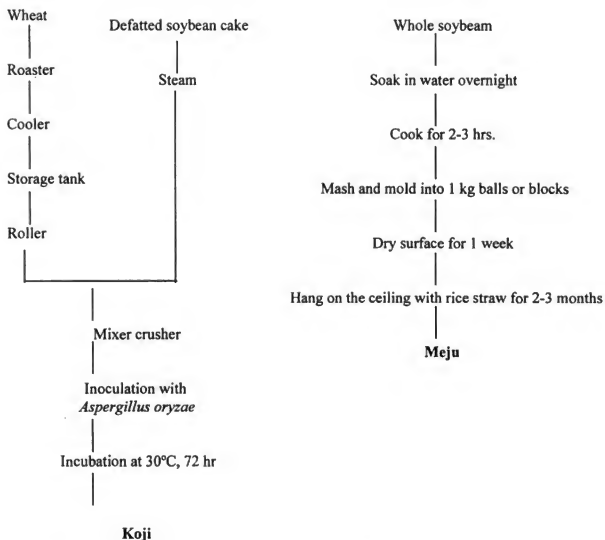 Wheat
Roaster
Cooler
Storage tank
Roller
Defatted soybean cake
Steam
Mixer crusher
Inoculation with
Aspergillus oryzae
Incubation at 30ºC, 72 hr
Koji
Whole soybeam
Soak in water overnight
Cook for 2-3 hrs.
Mash and mold into 1 kg balls or blocks
Dry surface for 1 week
Hang on the ceiling with rice straw for 2-3 months
Meju